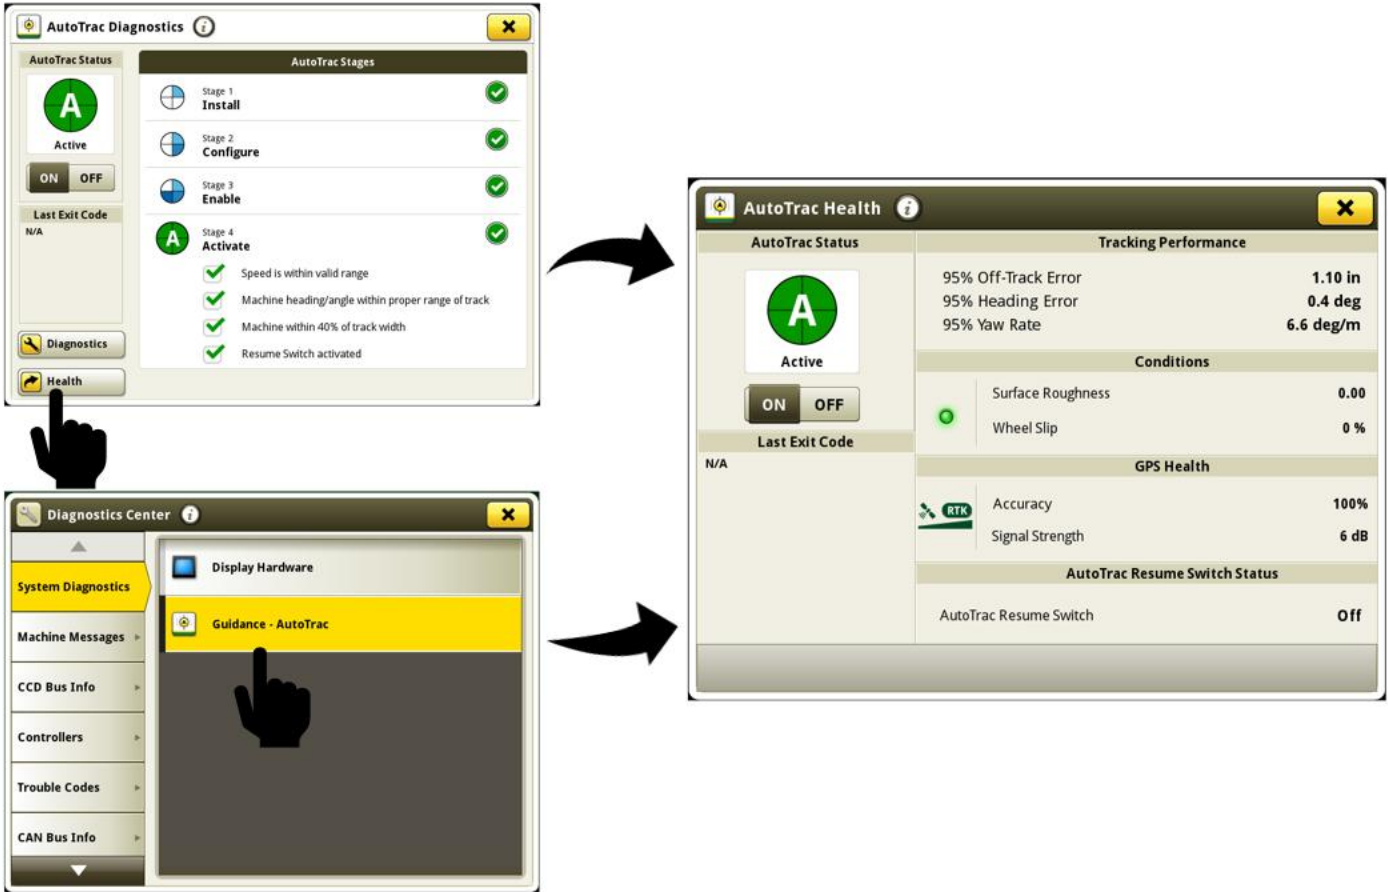 AutoTrac Diagnostics i
AutoTrac Status
A
Active
ON OFF
Last Exit Code
N/A
Diagnostics
Health
AutoTrac Stages
Stage 1
Install
Stage 2
Configure
Stage 3
Enable
A
Stage 4
Activate
Speed is within valid range
Machine heading/angle within proper range of track
Machine within 40% of track width
Resume Switch activated
Diagnostics Center i
System Diagnostics
Machine Messages
CCD Bus Info
Controllers
Trouble Codes
CAN Bus Info
Display Hardware
Guidance - AutoTrac
AutoTrac Health i
AutoTrac Status
A
Active
ON OFF
Last Exit Code
N/A
Tracking Performance
95% Off-Track Error 1.10 in
95% Heading Error 0.4 deg
95% Yaw Rate 6.6 deg/m
Conditions
Surface Roughness 0.00
Wheel Slip 0 %
GPS Health
RTK
Accuracy 100%
Signal Strength 6 dB
AutoTrac Resume Switch Status
AutoTrac Resume Switch Off